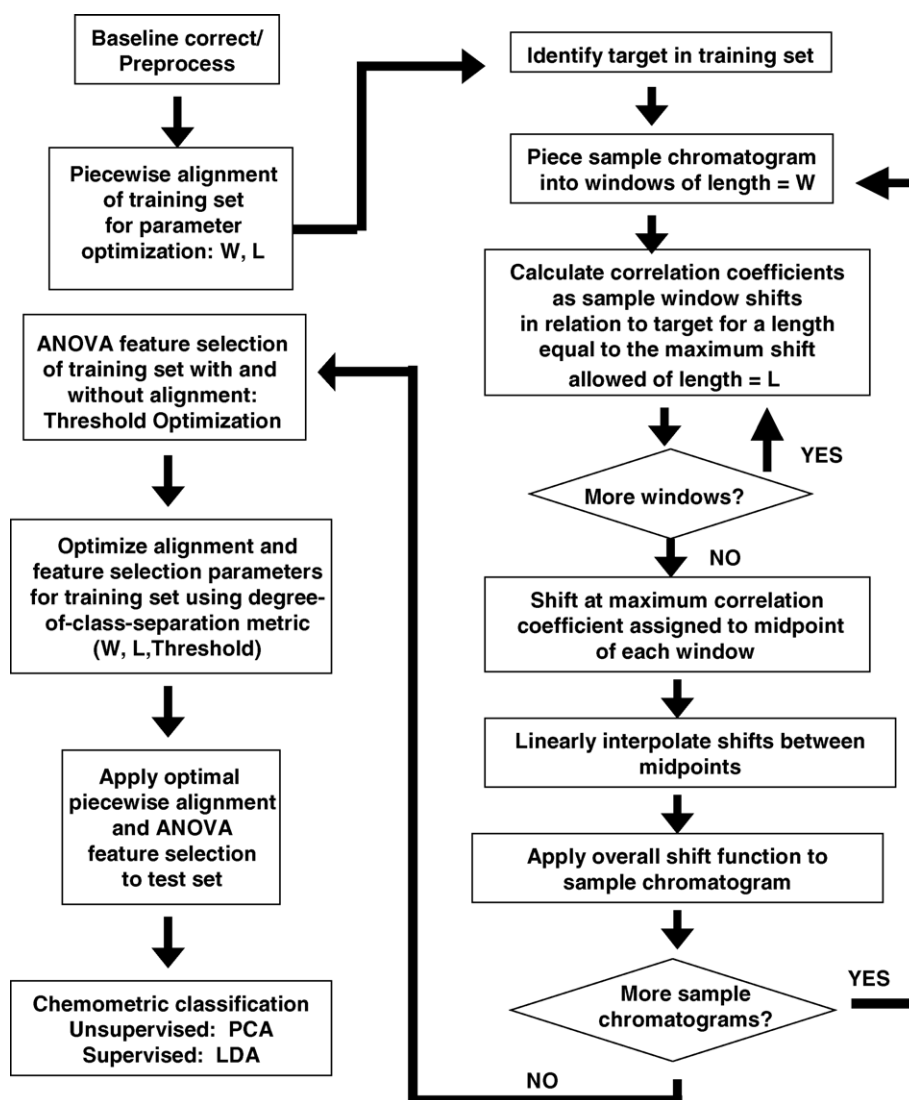 Baseline correct/
Preprocess
Piecewise alignment
of training set
for parameter
optimization: W, L
Identify target in training set
Piece sample chromatogram
into windows of length = W
Calculate correlation coefficients
as sample window shifts
in relation to target for a length
equal to the maximum shift
allowed of length = L
YES
More windows?
NO
Shift at maximum correlation
coefficient assigned to midpoint
of each window
Linearly interpolate shifts between
midpoints
Apply overall shift function to
sample chromatogram
More sample
chromatograms?
YES
NO
ANOVA feature selection
of training set with and
without alignment:
Threshold Optimization
Optimize alignment and
feature selection parameters
for training set using degree-
of-class-separation metric
(W, L,Threshold)
Apply optimal
piecewise alignment
and ANOVA
feature selection
to test set
Chemometric classification
Unsupervised: PCA
Supervised: LDA